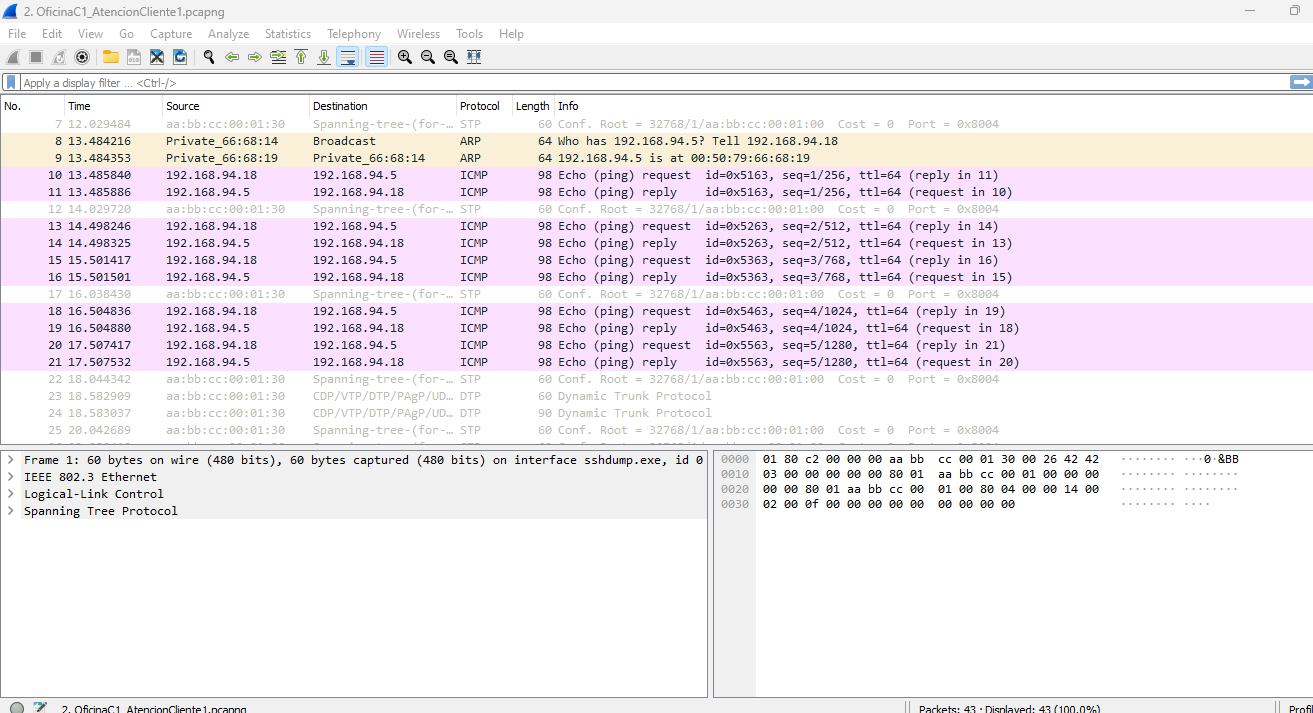 2. OficinaC1_AtencionCliente1.pcapng
File Edit View Go Capture Analyze Statistics Telephony Wireless Tools Help
Apply a display filter ... <Ctrl-/>
No. Time Source Destination Protocol Length Info
7 12.029484 aa:bb:cc:00:01:30 Spanning-tree-(for-… STP 60 Conf. Root = 32768/1/aa:bb:cc:00:01:00 Cost = 0 Port = 0x8004
8 13.484216 Private_66:68:14 Broadcast ARP 64 Who has 192.168.94.5? Tell 192.168.94.18
9 13.484353 Private_66:68:19 Private_66:68:14 ARP 64 192.168.94.5 is at 00:50:79:66:68:19
10 13.485840 192.168.94.18 192.168.94.5 ICMP 98 Echo (ping) request id=0x5163, seq=1/256, ttl=64 (reply in 11)
11 13.485886 192.168.94.5 192.168.94.18 ICMP 98 Echo (ping) reply id=0x5163, seq=1/256, ttl=64 (request in 10)
12 14.029720 aa:bb:cc:00:01:30 Spanning-tree-(for-… STP 60 Conf. Root = 32768/1/aa:bb:cc:00:01:00 Cost = 0 Port = 0x8004
13 14.498246 192.168.94.18 192.168.94.5 ICMP 98 Echo (ping) request id=0x5263, seq=2/512, ttl=64 (reply in 14)
14 14.498325 192.168.94.5 192.168.94.18 ICMP 98 Echo (ping) reply id=0x5263, seq=2/512, ttl=64 (request in 13)
15 15.501417 192.168.94.18 192.168.94.5 ICMP 98 Echo (ping) request id=0x5363, seq=3/768, ttl=64 (reply in 16)
16 15.501501 192.168.94.5 192.168.94.18 ICMP 98 Echo (ping) reply id=0x5363, seq=3/768, ttl=64 (request in 15)
17 16.038430 aa:bb:cc:00:01:30 Spanning-tree-(for-… STP 60 Conf. Root = 32768/1/aa:bb:cc:00:01:00 Cost = 0 Port = 0x8004
18 16.504836 192.168.94.18 192.168.94.5 ICMP 98 Echo (ping) request id=0x5463, seq=4/1024, ttl=64 (reply in 19)
19 16.504880 192.168.94.5 192.168.94.18 ICMP 98 Echo (ping) reply id=0x5463, seq=4/1024, ttl=64 (request in 18)
20 17.507417 192.168.94.18 192.168.94.5 ICMP 98 Echo (ping) request id=0x5563, seq=5/1280, ttl=64 (reply in 21)
21 17.507532 192.168.94.5 192.168.94.18 ICMP 98 Echo (ping) reply id=0x5563, seq=5/1280, ttl=64 (request in 20)
22 18.044342 aa:bb:cc:00:01:30 Spanning-tree-(for-… STP 60 Conf. Root = 32768/1/aa:bb:cc:00:01:00 Cost = 0 Port = 0x8004
23 18.582909 aa:bb:cc:00:01:30 CDP/VTP/DTP/PAgP/UD… DTP 60 Dynamic Trunk Protocol
24 18.583037 aa:bb:cc:00:01:30 CDP/VTP/DTP/PAgP/UD… DTP 90 Dynamic Trunk Protocol
25 20.042689 aa:bb:cc:00:01:30 Spanning-tree-(for-… STP 60 Conf. Root = 32768/1/aa:bb:cc:00:01:00 Cost = 0 Port = 0x8004
Frame 1: 60 bytes on wire (480 bits), 60 bytes captured (480 bits) on interface sshdump.exe, id 0
IEEE 802.3 Ethernet
Logical-Link Control
Spanning Tree Protocol
0000 01 80 c2 00 00 00 aa bb cc 00 01 30 00 26 42 42 ········ ···0·&BB
0010 03 00 00 00 00 00 80 01 aa bb cc 00 01 00 00 00 ········ ········
0020 00 00 80 01 aa bb cc 00 01 00 80 04 00 00 14 00 ········ ········
0030 02 00 0f 00 00 00 00 00 00 00 00 00 ········ ····
2. OficinaC1_AtencionCliente1.pcapng
Packets: 43 · Displayed: 43 (100.0%)
Profil